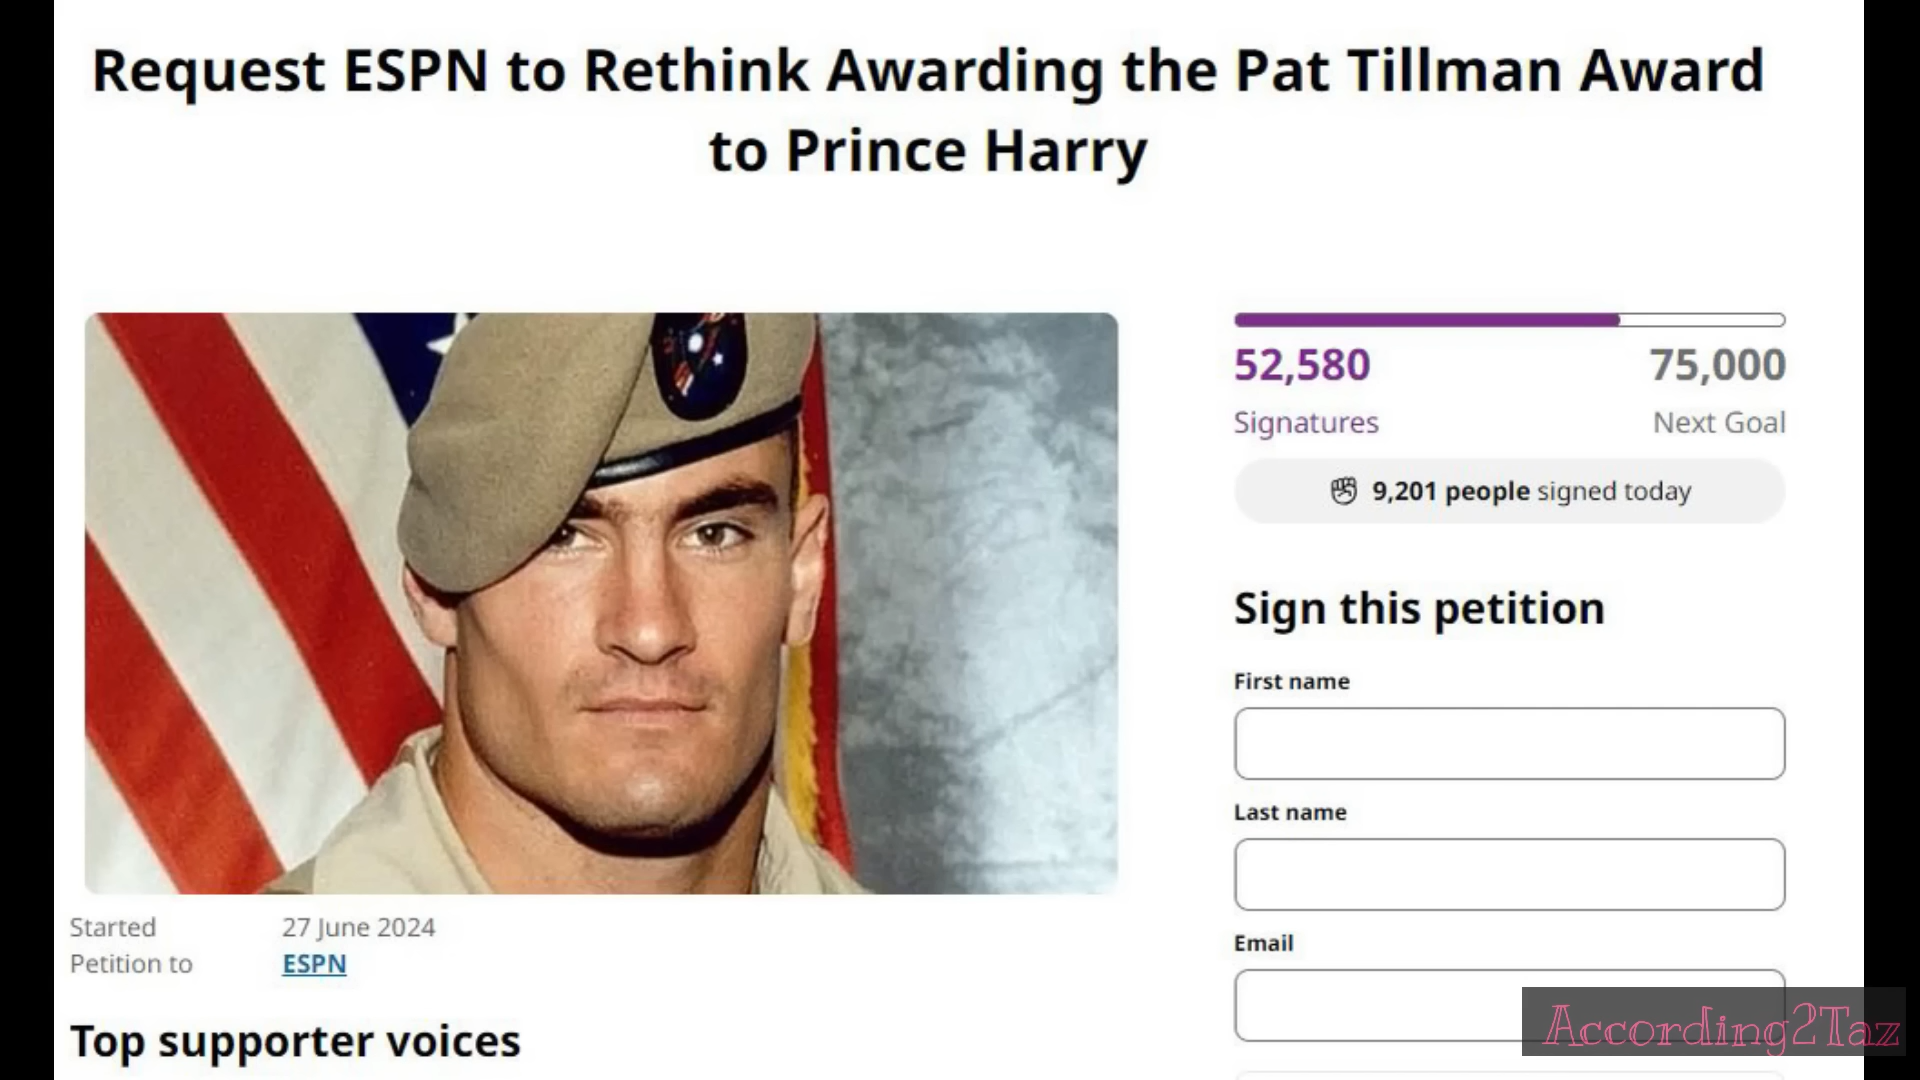 Request ESPN to Rethink Awarding the Pat Tillman Award
to Prince Harry
52,580
75,000
Signatures
Next Goal
9,201 people signed today
Sign this petition
First name
Last name
Email
Started
27 June 2024
Petition to
ESPN
Top supporter voices
According2Taz